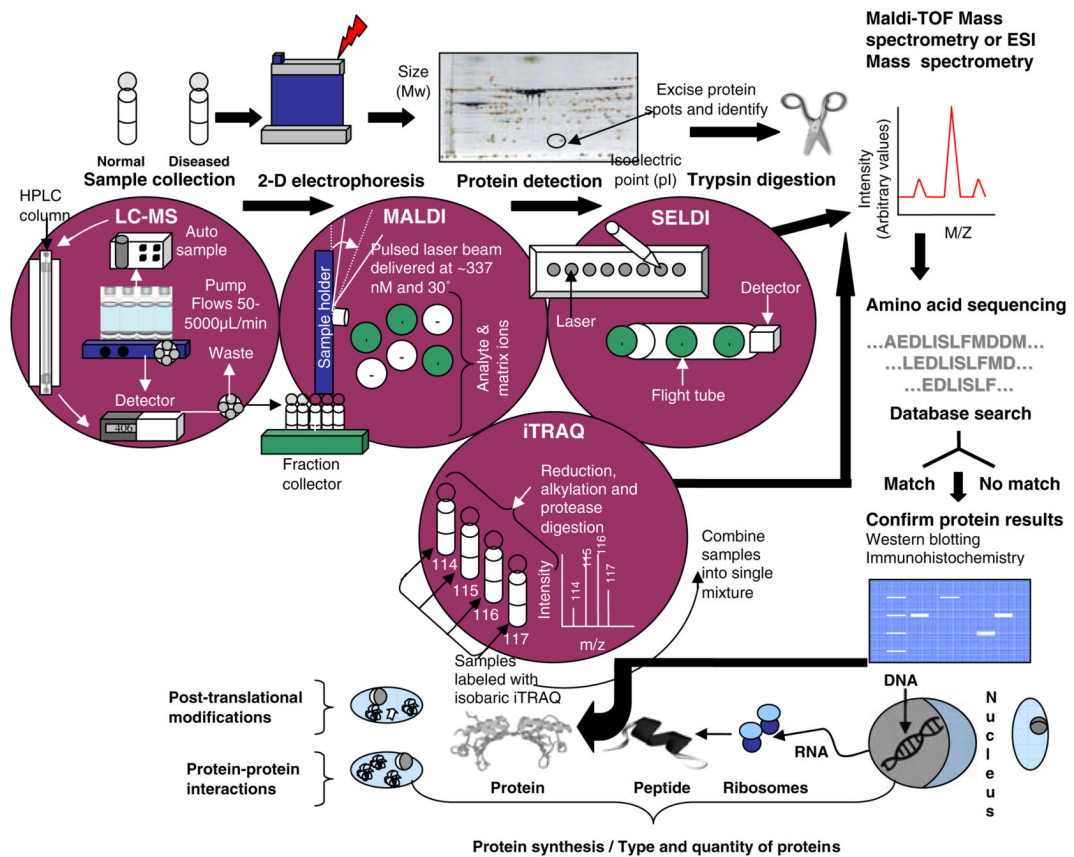 Maldi-TOF Mass
spectrometry or ESI
Mass spectrometry
Size
(Mw)
Excise protein
spots and identify
Isoelectric
point (pI)
Normal
Diseased
Sample collection
2-D electrophoresis
Protein detection
Trypsin digestion
Intensity
(Arbitrary values)
M/Z
HPLC
column
LC-MS
Auto
sample
Pump
Flows 50-
5000µL/min
Waste
Detector
406
MALDI
Pulsed laser beam
delivered at ~337
nM and 30˚
Sample holder
Analyte &
matrix ions
Fraction
collector
SELDI
Laser
Detector
Flight tube
Amino acid sequencing
...AEDLISLFMDDM...
...LEDLISLFMD...
...EDLISLF...
Database search
Match
No match
Confirm protein results
Western blotting
Immunohistochemistry
iTRAQ
Reduction,
alkylation and
protease
digestion
114
115
116
117
Intensity
114
115
116
117
m/z
Combine
samples
into single
mixture
Samples
labeled with
isobaric iTRAQ
Post-translational
modifications
Protein-protein
interactions
Protein
Peptide
Ribosomes
RNA
DNA
Nucleus
Protein synthesis / Type and quantity of proteins